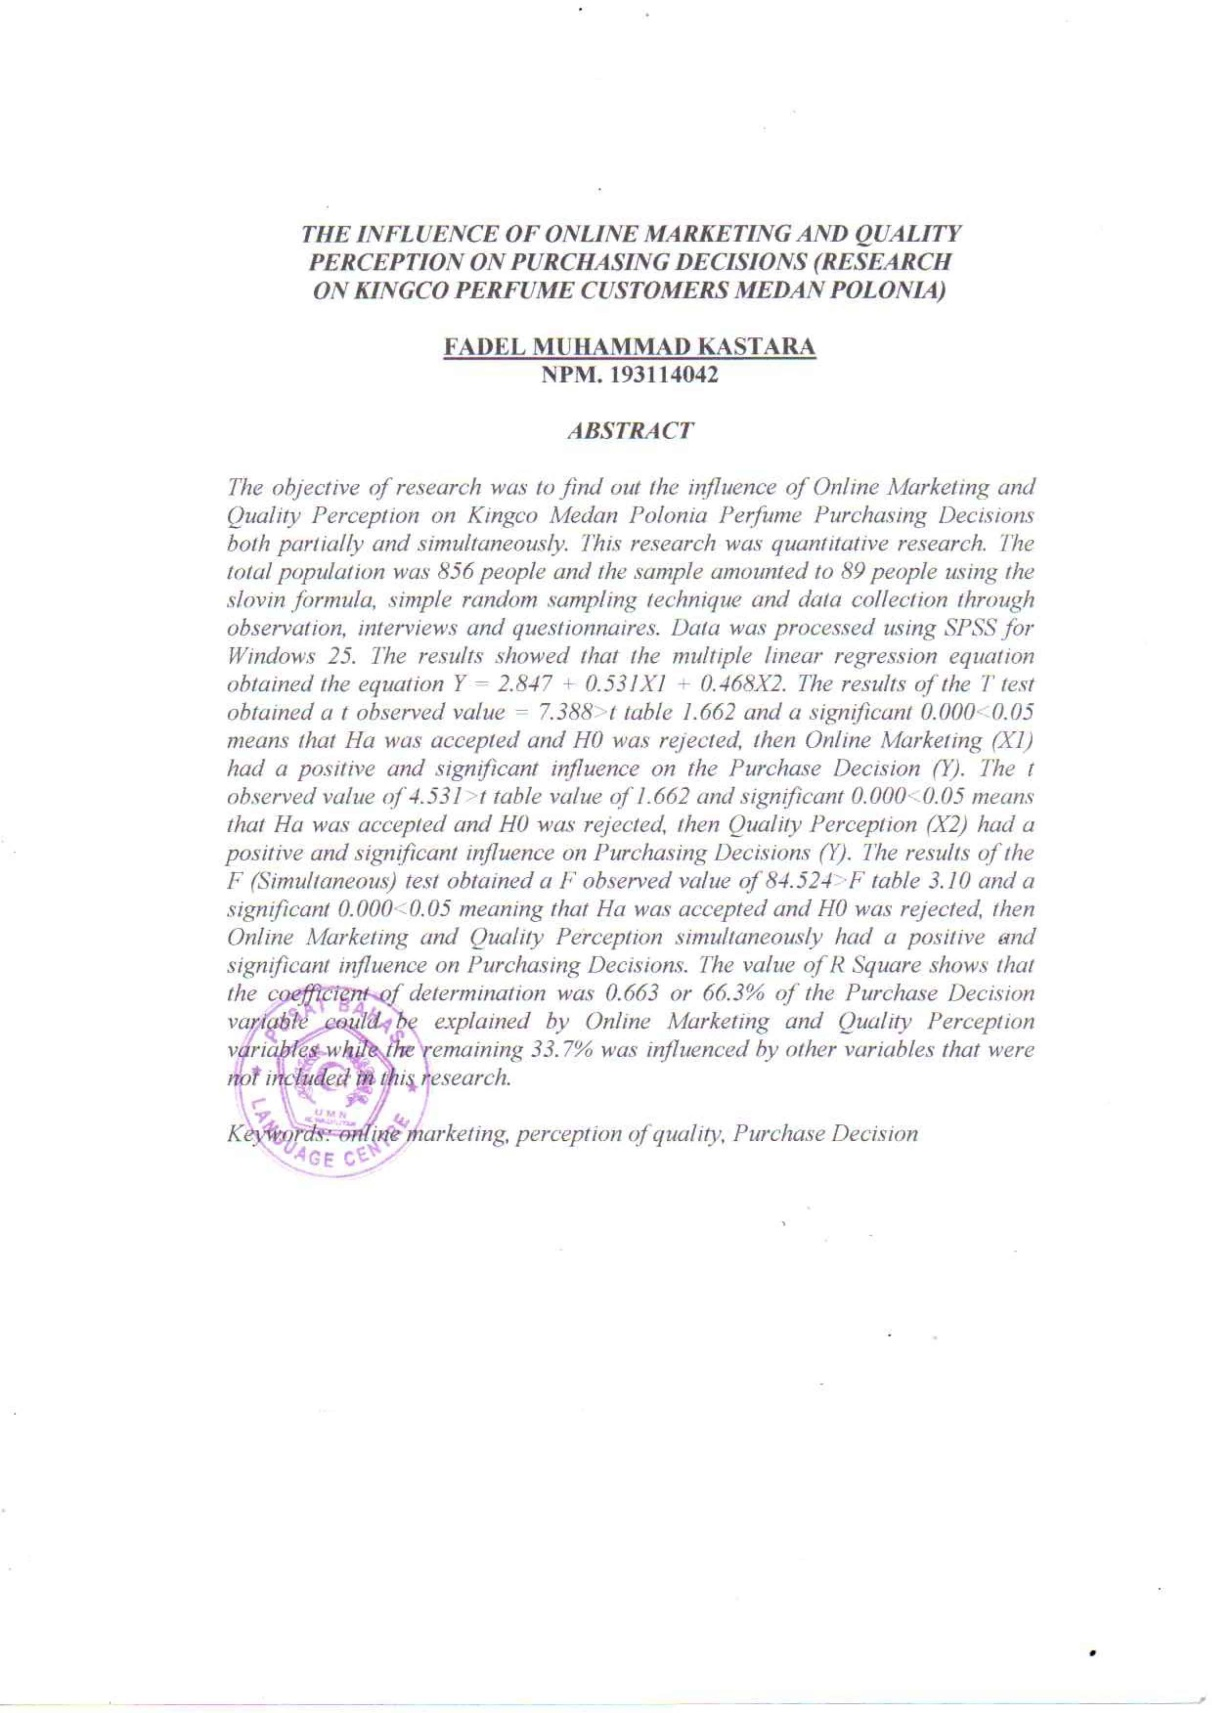 THE INFLUENCE OF ONLINE MARKETING AND QUALITY
PERCEPTION ON PURCHASING DECISIONS (RESEARCH
ON KINGCO PERFUME CUSTOMERS MEDAN POLONIA)
FADEL MUHAMMAD KASTARA
NPM. 193114042
ABSTRACT
The objective of research was to find out the influence of Online Marketing and
Quality Perception on Kingco Medan Polonia Perfume Purchasing Decisions
both partially and simultaneously. This research was quantitative research. The
total population was 856 people and the sample amounted to 89 people using the
slovin formula, simple random sampling technique and data collection through
observation, interviews and questionnaires. Data was processed using SPSS for
Windows 25. The results showed that the multiple linear regression equation
obtained the equation Y = 2.847 + 0.531X1 + 0.468X2. The results of the T test
obtained a t observed value = 7.388>t table 1.662 and a significant 0.000<0.05
means that Ha was accepted and H0 was rejected, then Online Marketing (X1)
had a positive and significant influence on the Purchase Decision (Y). The t
observed value of 4.531>t table value of 1.662 and significant 0.000<0.05 means
that Ha was accepted and H0 was rejected, then Quality Perception (X2) had a
positive and significant influence on Purchasing Decisions (Y). The results of the
F (Simultaneous) test obtained a F observed value of 84.524>F table 3.10 and a
significant 0.000<0.05 meaning that Ha was accepted and H0 was rejected, then
Online Marketing and Quality Perception simultaneously had a positive and
significant influence on Purchasing Decisions. The value of R Square shows that
the coefficient of determination was 0.663 or 66.3% of the Purchase Decision
variable could be explained by Online Marketing and Quality Perception
variables while the remaining 33.7% was influenced by other variables that were
not included in this research.
Keywords: online marketing, perception of quality, Purchase Decision
PUSAT BAHASA
UMN
LANGUAGE CENTRE